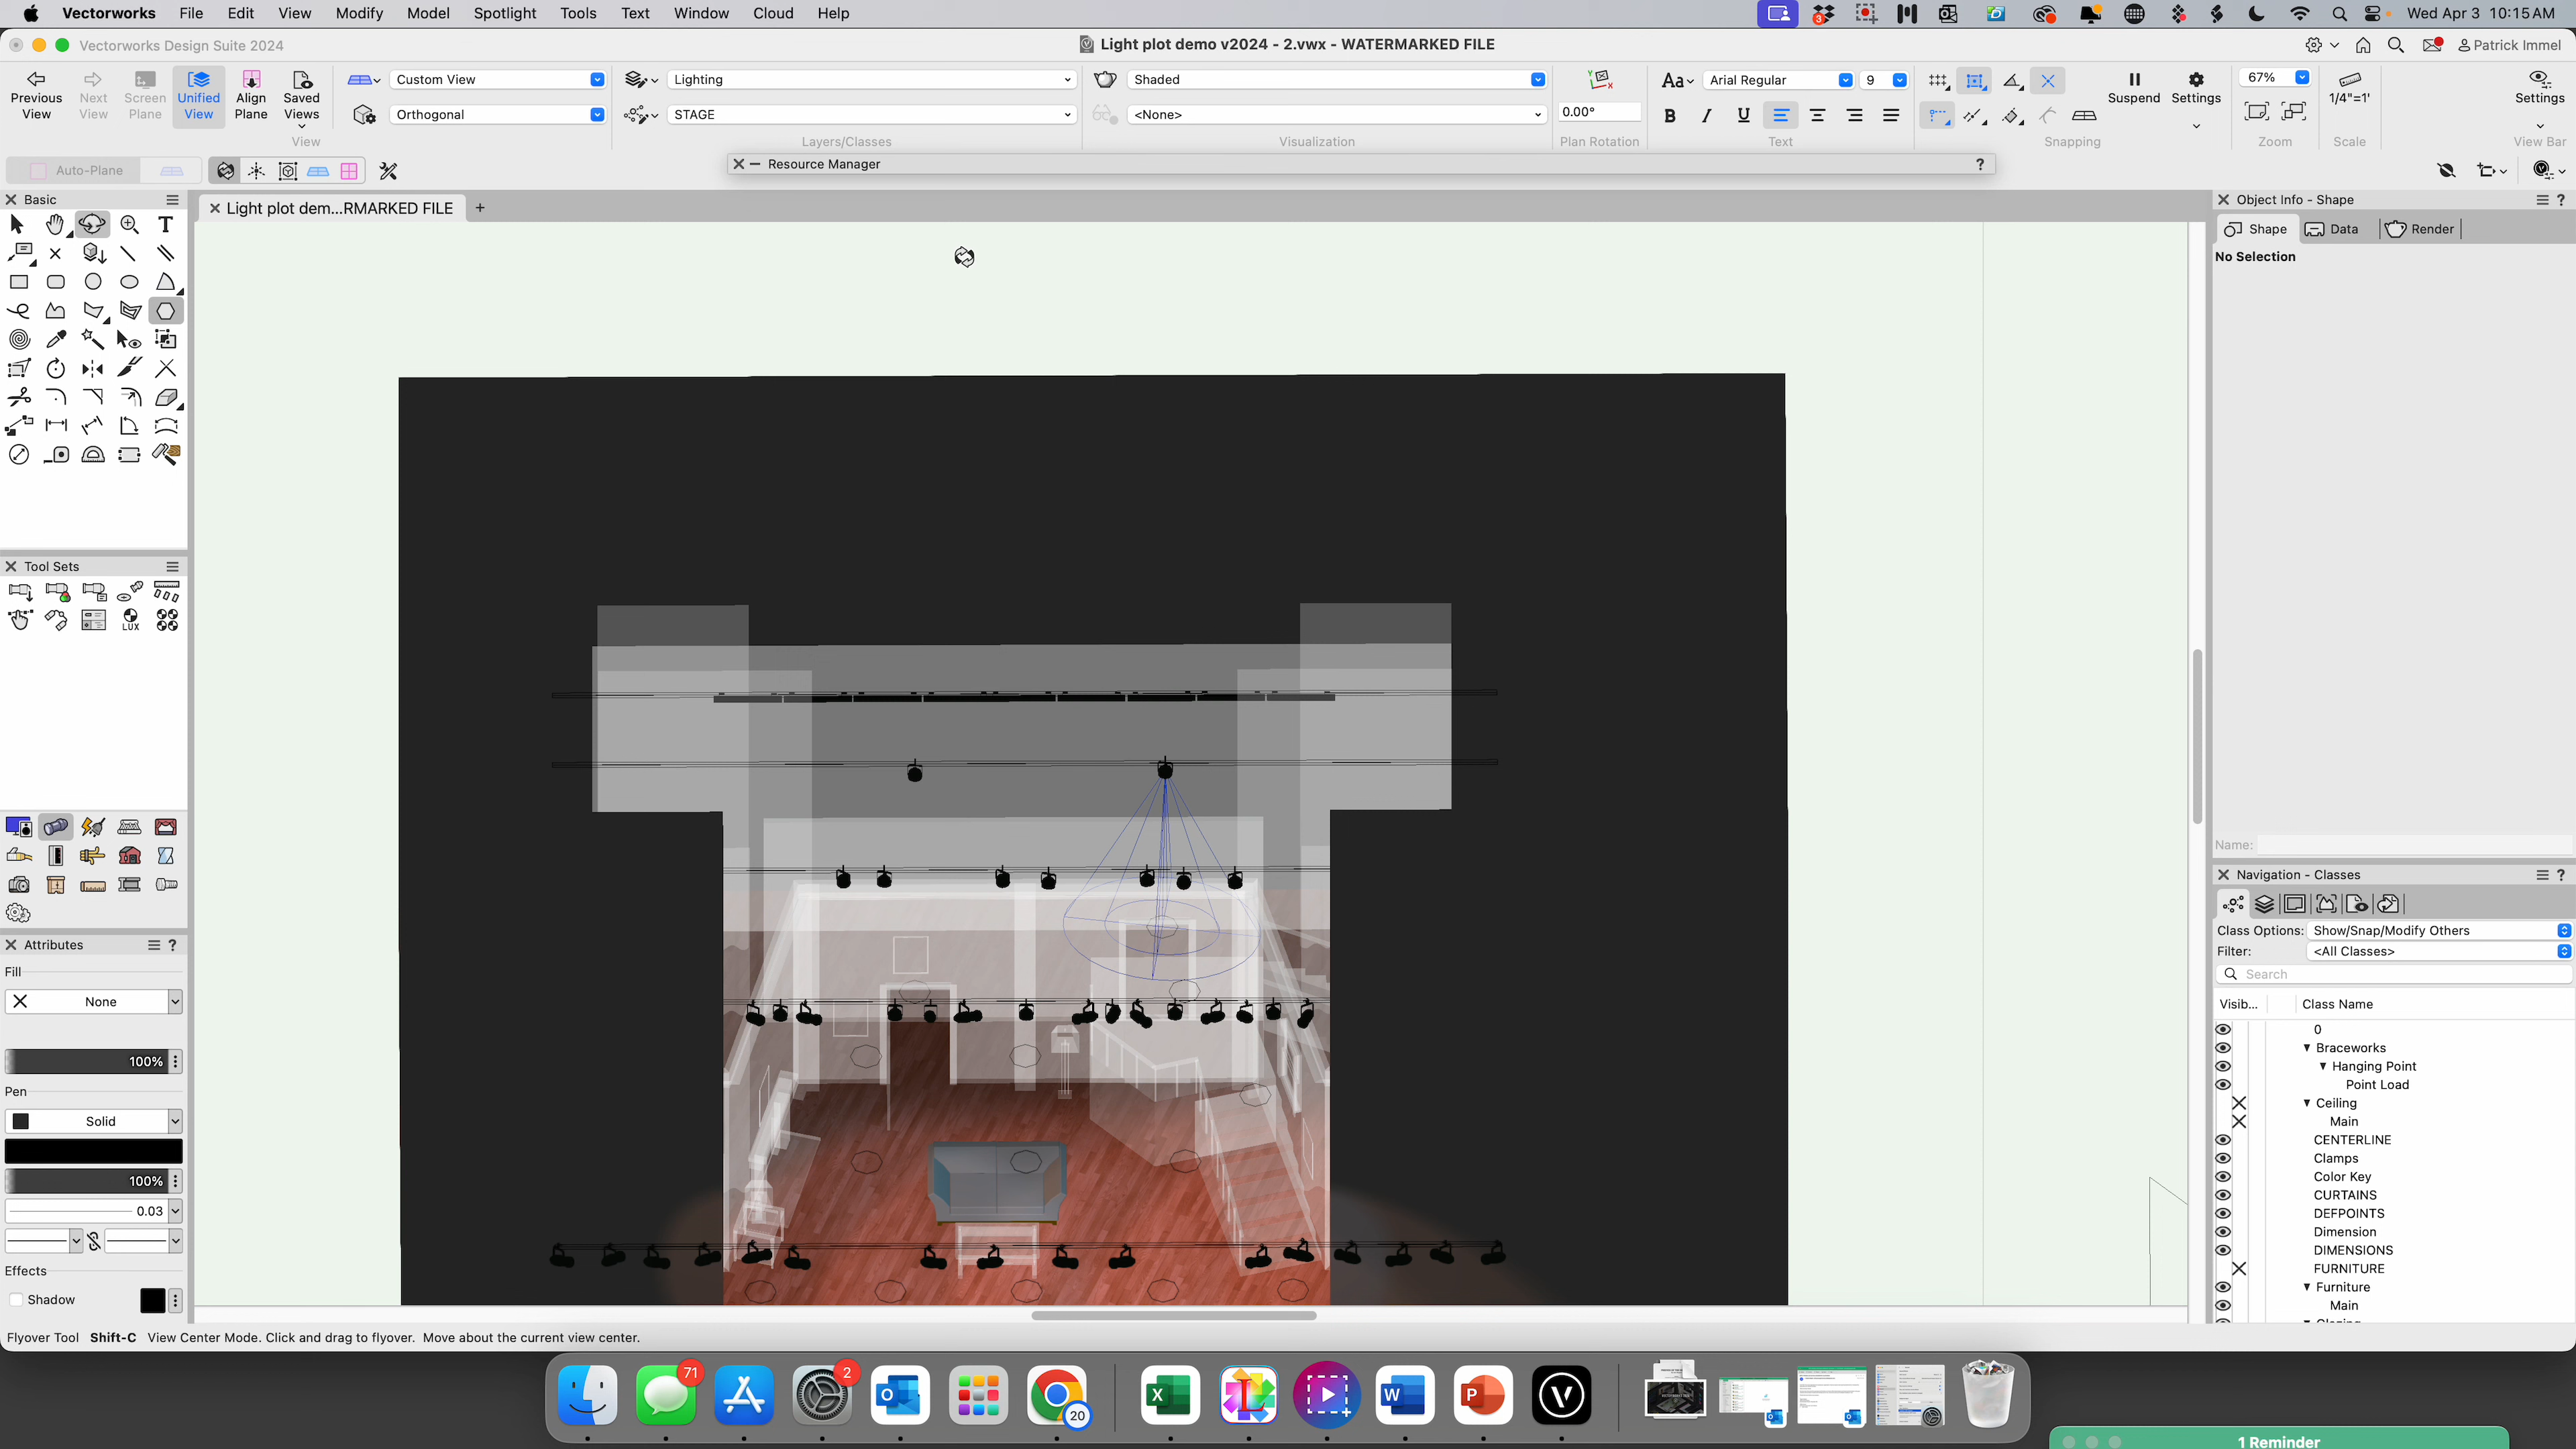 Vectorworks File Edit View Modify Model Spotlight Tools Text Window Cloud Help
3
Wed Apr 3 10:15 AM
Vectorworks Design Suite 2024
Light plot demo v2024 - 2.vwx - WATERMARKED FILE
Patrick Immel
Previous View
Next View
Screen Plane
Unified View
Align Plane
Saved Views
Custom View
Orthogonal
View
Lighting
STAGE
Layers/Classes
Shaded
<None>
Visualization
0.00°
Plan Rotation
Aa Arial Regular 9
B I U
Text
Suspend
Settings
Snapping
67%
Zoom
1/4"=1'
Scale
Settings
View Bar
Auto-Plane
Resource Manager ?
Basic
Light plot dem...RMARKED FILE +
T
Object Info - Shape ?
Shape Data Render
No Selection
Tool Sets
LUX
Name:
Navigation - Classes ?
Class Options: Show/Snap/Modify Others
Filter: <All Classes>
Search
Visib... Class Name
0
Braceworks
Hanging Point
Point Load
Ceiling
Main
CENTERLINE
Clamps
Color Key
CURTAINS
DEFPOINTS
Dimension
DIMENSIONS
FURNITURE
Furniture
Main
Attributes ?
Fill
None
100%
Pen
Solid
100%
0.03
Effects
Shadow
Flyover Tool Shift-C View Center Mode. Click and drag to flyover. Move about the current view center.
71
2
20
1 Reminder